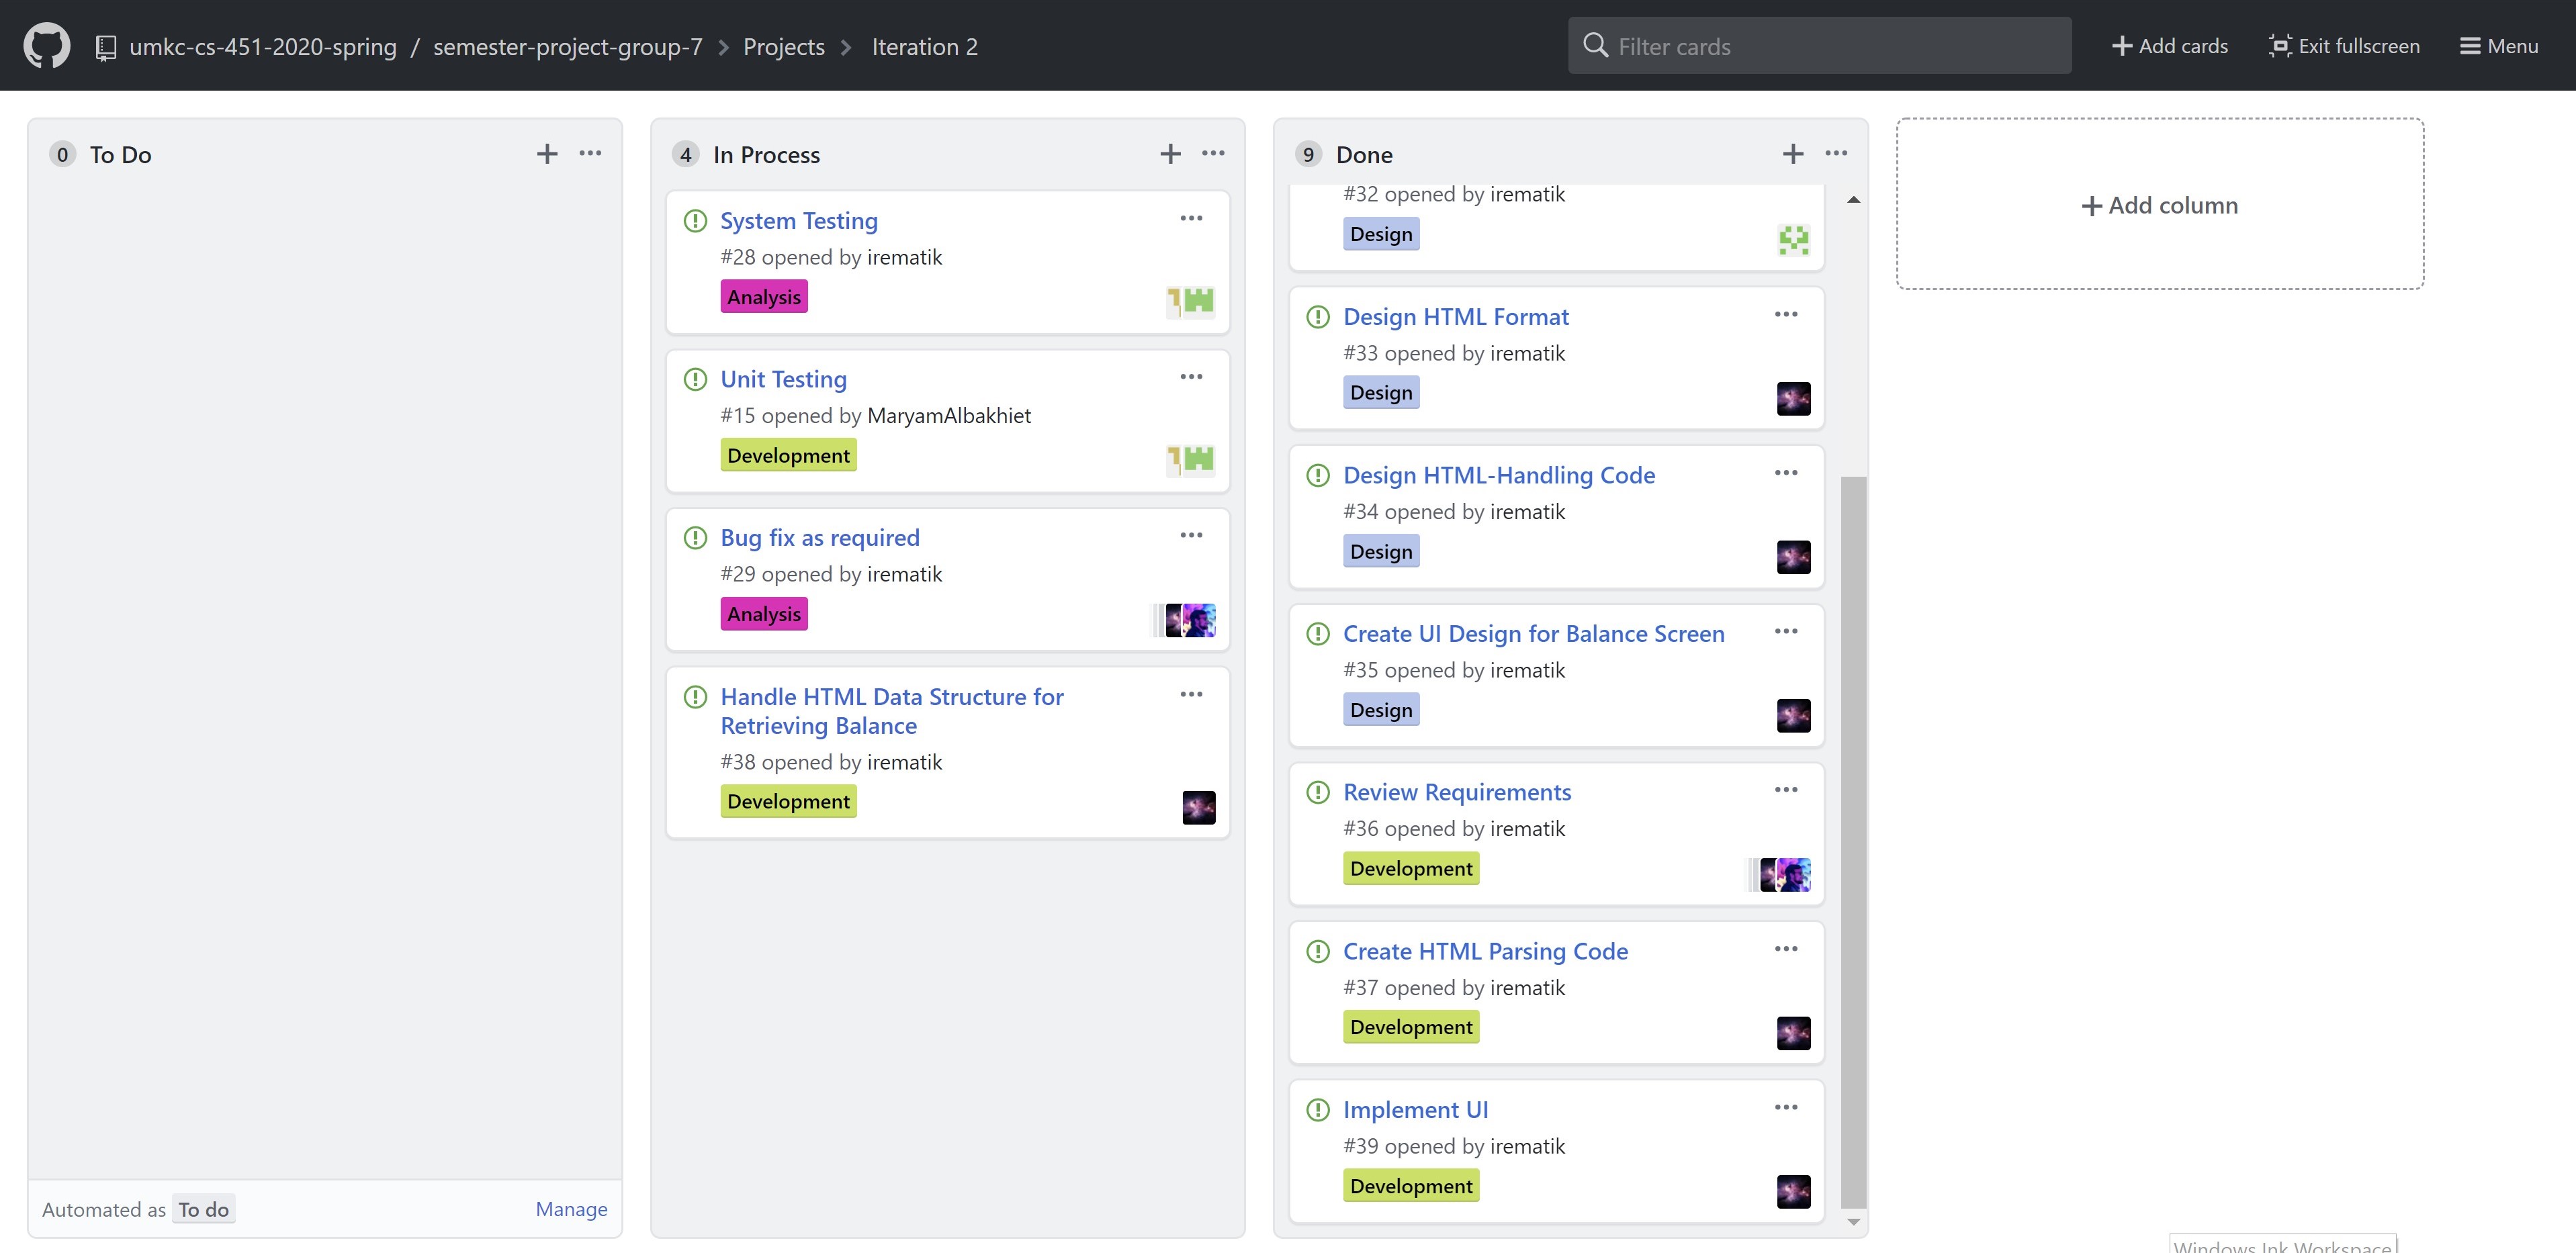 umkc-cs-451-2020-spring / semester-project-group-7 > Projects > Iteration 2
Filter cards
+ Add cards
Exit fullscreen
Menu
0 To Do
Automated as To do
Manage
4 In Process
System Testing
#28 opened by irematik
Analysis
Unit Testing
#15 opened by MaryamAlbakhiet
Development
Bug fix as required
#29 opened by irematik
Analysis
Handle HTML Data Structure for
Retrieving Balance
#38 opened by irematik
Development
9 Done
#32 opened by irematik
Design
Design HTML Format
#33 opened by irematik
Design
Design HTML-Handling Code
#34 opened by irematik
Design
Create UI Design for Balance Screen
#35 opened by irematik
Design
Review Requirements
#36 opened by irematik
Development
Create HTML Parsing Code
#37 opened by irematik
Development
Implement UI
#39 opened by irematik
Development
+ Add column
Windows Ink Workspace